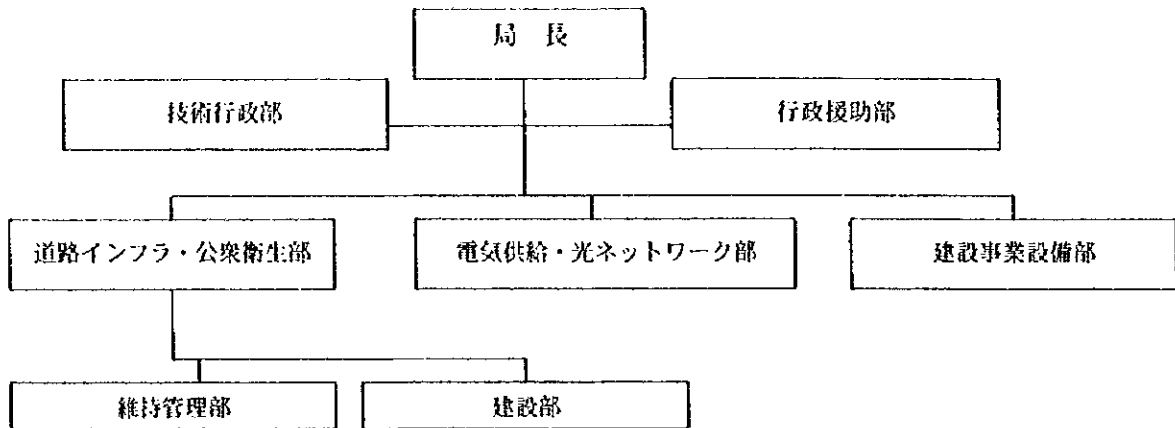 局 長
技術行政部
行政援助部
道路インフラ・公衆衛生部
電気供給・光ネットワーク部
建設事業設備部
維持管理部
建設部